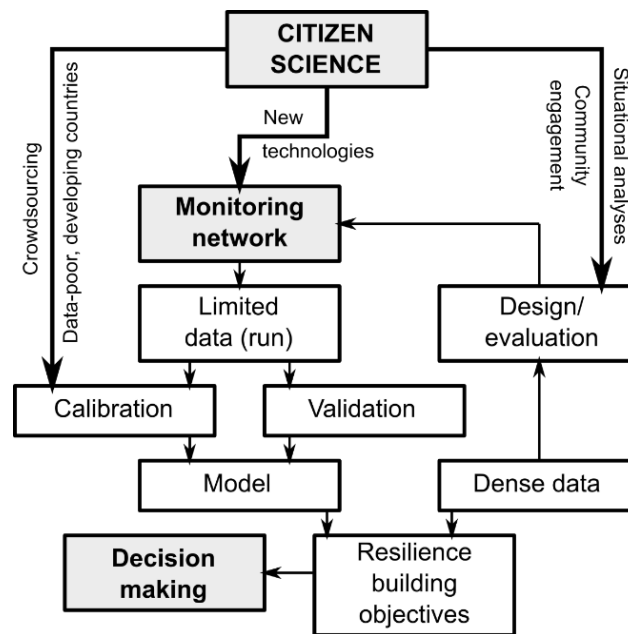 CITIZEN
SCIENCE
Crowdsourcing
Data-poor, developing countries
New
technologies
Community
engagement
Situational analyses
Monitoring
network
Limited
data (run)
Design/
evaluation
Calibration
Validation
Model
Dense data
Decision
making
Resilience
building
objectives